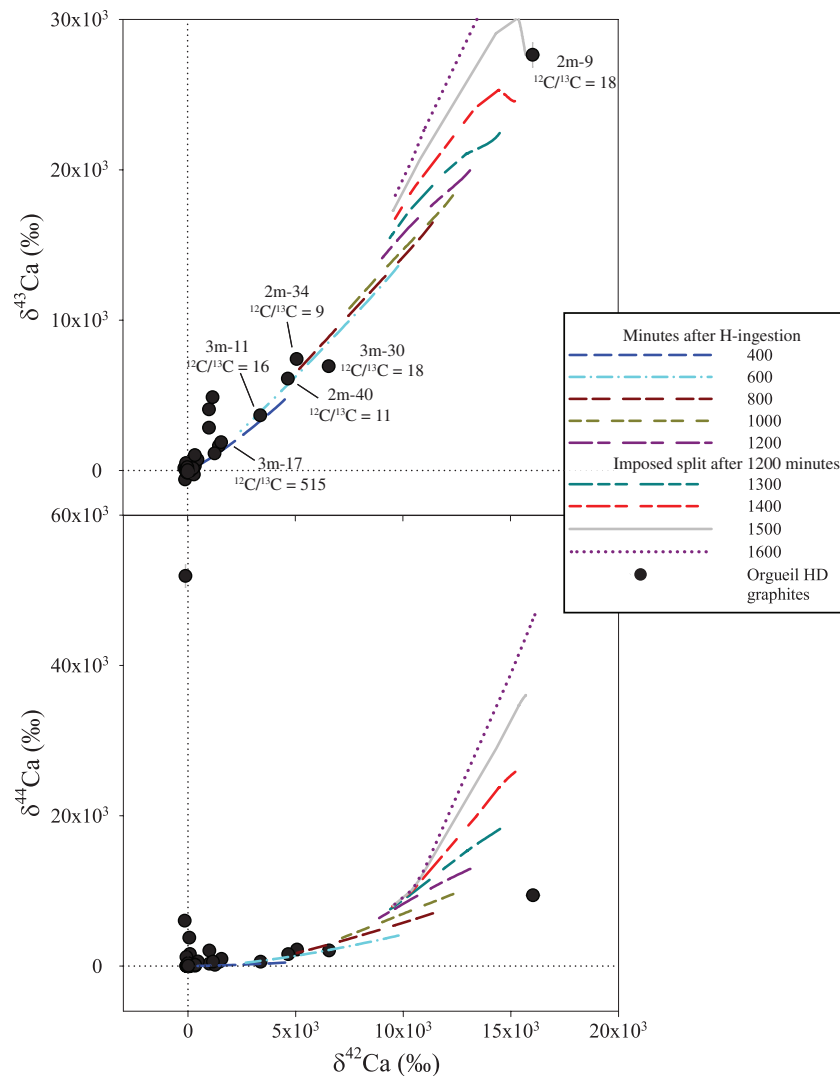 30x10³
20x10³
10x10³
0
δ⁴³Ca (‰)
2m-9
¹²C/¹³C = 18
2m-34
¹²C/¹³C = 9
3m-11
¹²C/¹³C = 16
3m-30
¹²C/¹³C = 18
2m-40
¹²C/¹³C = 11
3m-17
¹²C/¹³C = 515
Minutes after H-ingestion
400
600
800
1000
1200
Imposed split after 1200 minutes
1300
1400
1500
1600
Orgueil HD
graphites
60x10³
40x10³
20x10³
0
δ⁴⁴Ca (‰)
0
5x10³
10x10³
15x10³
20x10³
δ⁴²Ca (‰)